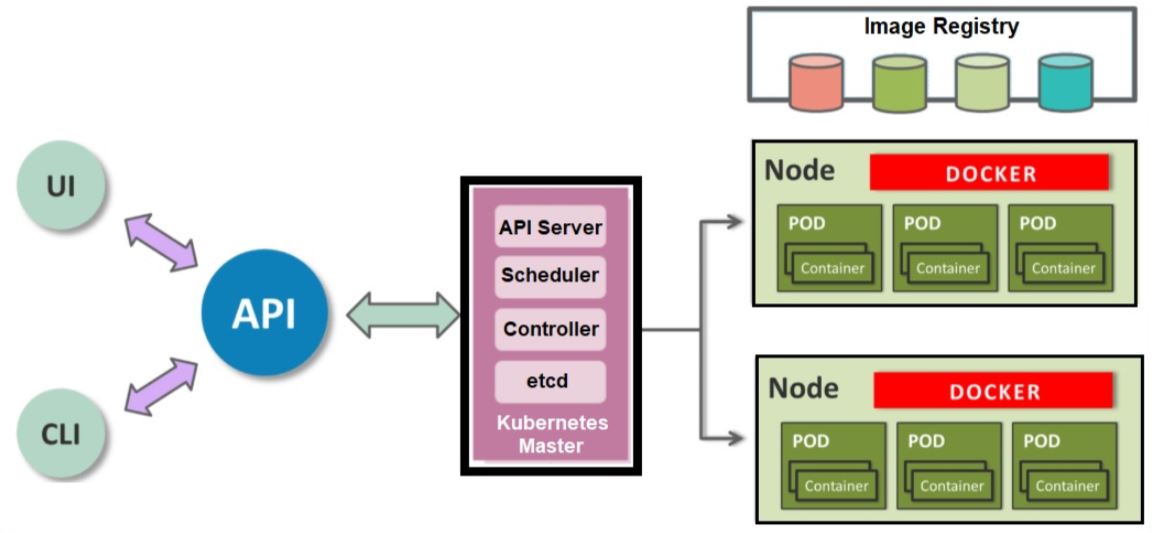 Image Registry
UI
API
CLI
API Server
Scheduler
Controller
etcd
Kubernetes
Master
Node
DOCKER
POD
POD
POD
Container
Container
Container
Node
DOCKER
POD
POD
POD
Container
Container
Container